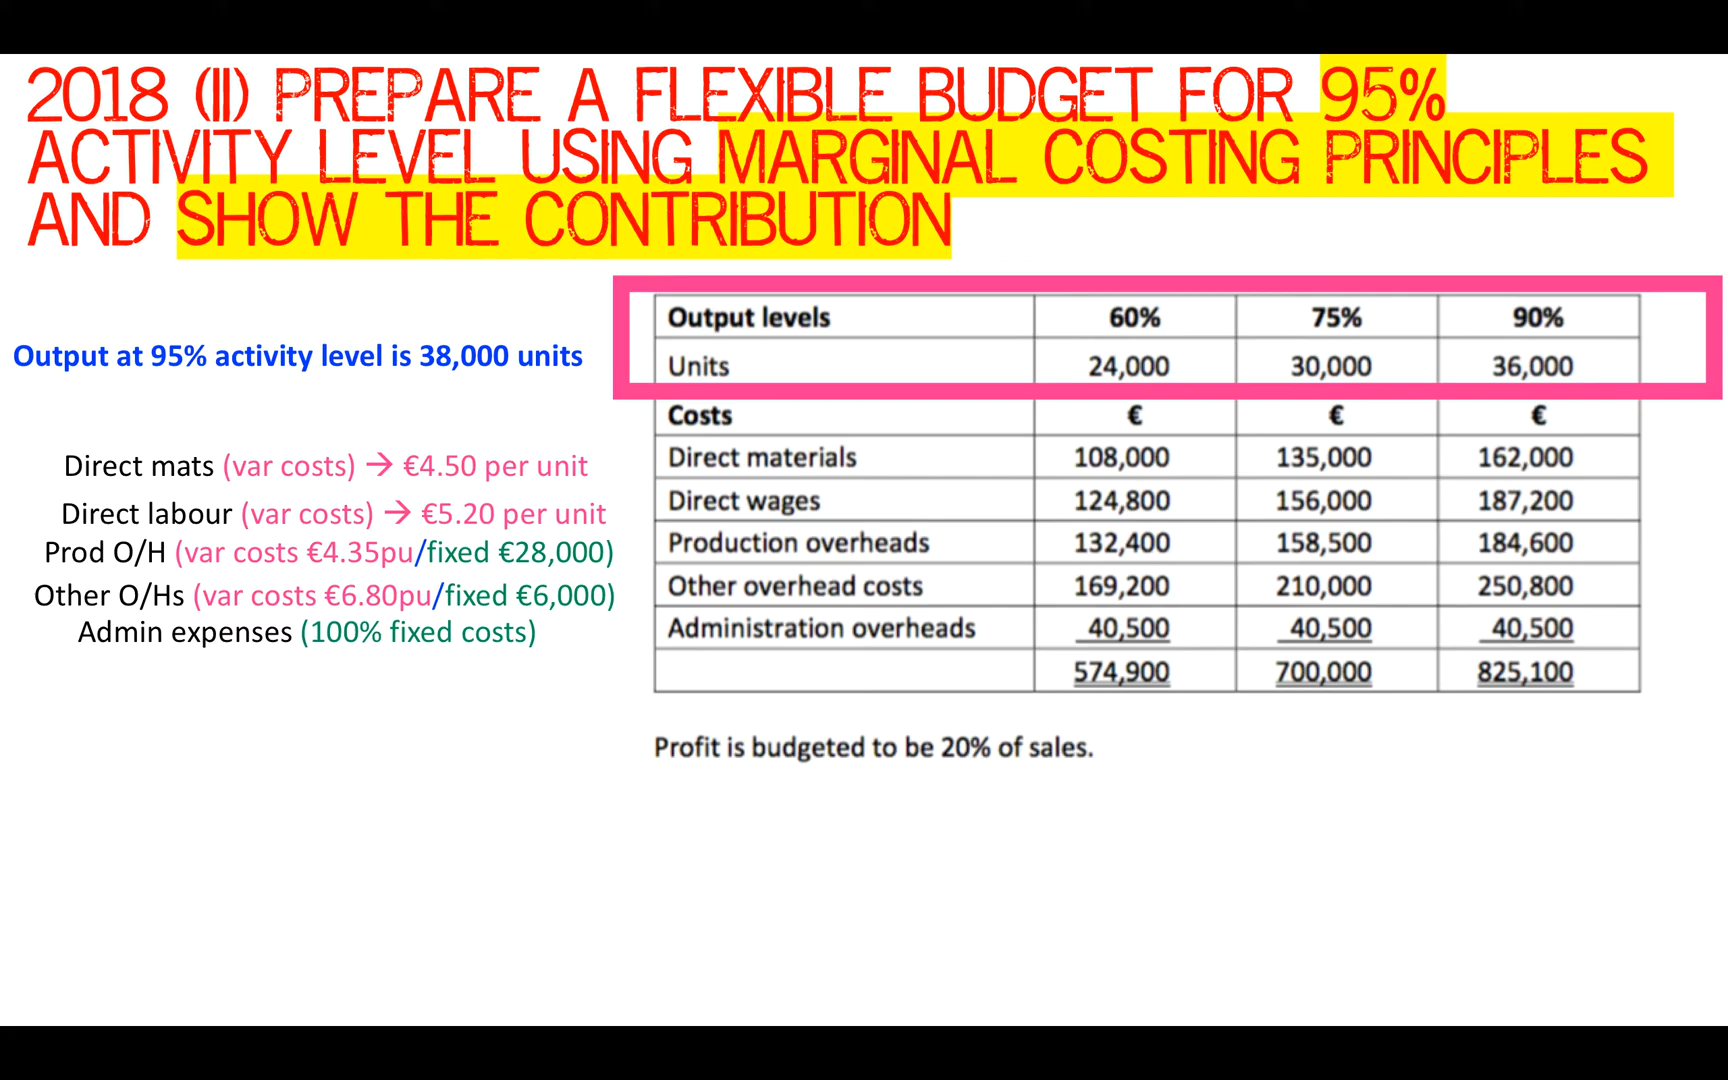 2018 (II) PREPARE A FLEXIBLE BUDGET FOR 95%
ACTIVITY LEVEL USING MARGINAL COSTING PRINCIPLES
AND SHOW THE CONTRIBUTION
Output at 95% activity level is 38,000 units
Direct mats (var costs) → €4.50 per unit
Direct labour (var costs) → €5.20 per unit
Prod O/H (var costs €4.35pu/fixed €28,000)
Other O/Hs (var costs €6.80pu/fixed €6,000)
Admin expenses (100% fixed costs)
Output levels 60% 75% 90%
Units 24,000 30,000 36,000
Costs € € €
Direct materials 108,000 135,000 162,000
Direct wages 124,800 156,000 187,200
Production overheads 132,400 158,500 184,600
Other overhead costs 169,200 210,000 250,800
Administration overheads 40,500 40,500 40,500
574,900 700,000 825,100
Profit is budgeted to be 20% of sales.